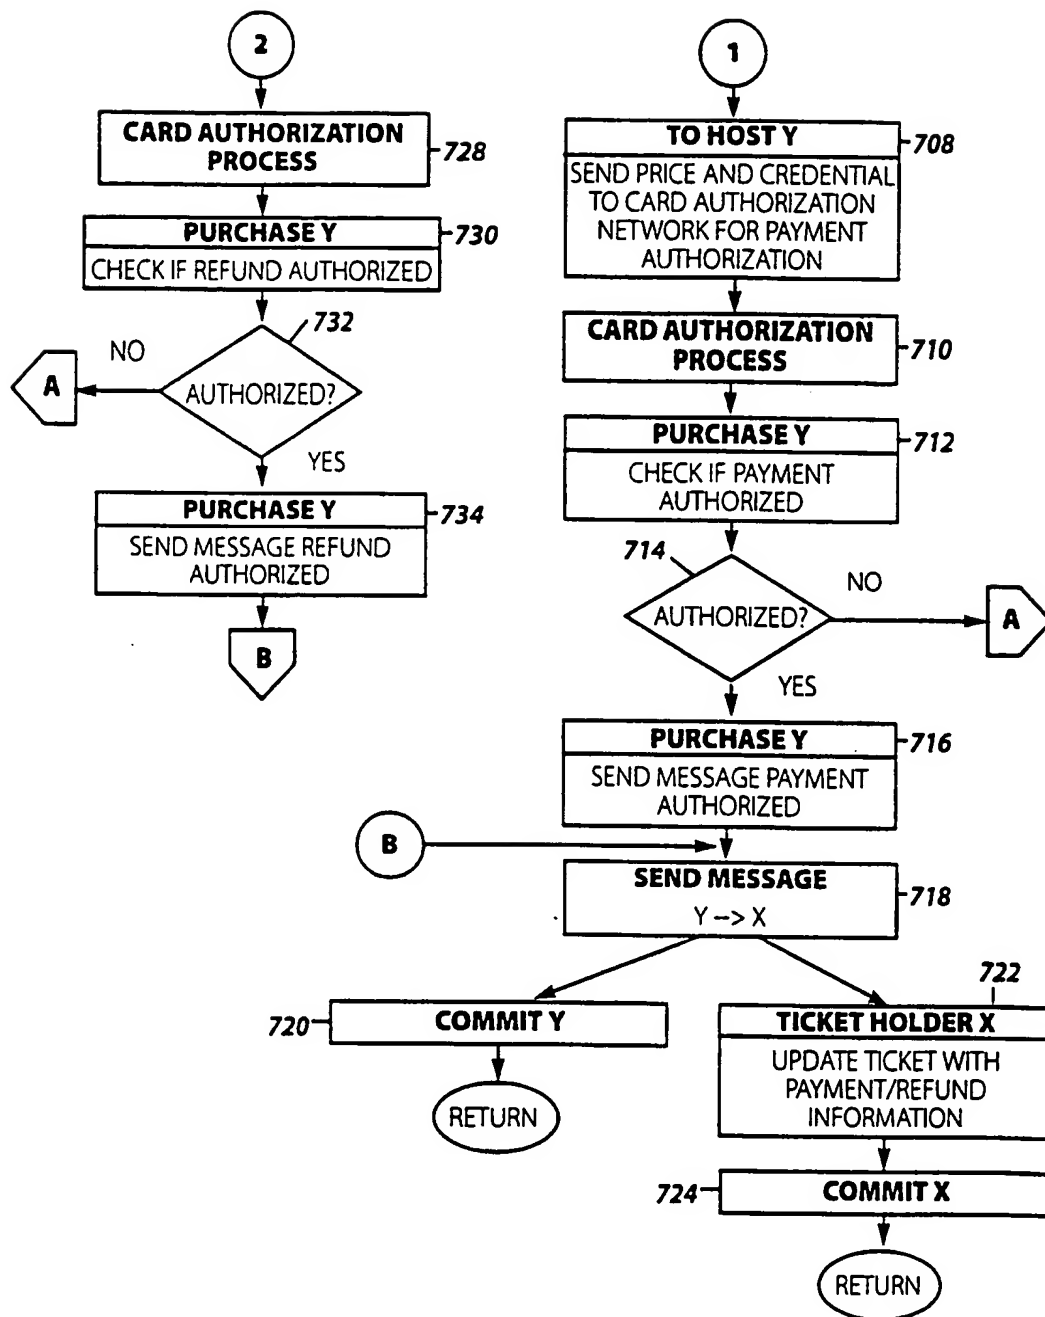 2
CARD AUTHORIZATION
PROCESS
728
PURCHASE Y
730
CHECK IF REFUND AUTHORIZED
732
NO
A
AUTHORIZED?
YES
PURCHASE Y
734
SEND MESSAGE REFUND
AUTHORIZED
B
1
TO HOST Y
708
SEND PRICE AND CREDENTIAL
TO CARD AUTHORIZATION
NETWORK FOR PAYMENT
AUTHORIZATION
CARD AUTHORIZATION
PROCESS
710
PURCHASE Y
712
CHECK IF PAYMENT
AUTHORIZED
714
NO
AUTHORIZED?
A
YES
PURCHASE Y
716
SEND MESSAGE PAYMENT
AUTHORIZED
B
SEND MESSAGE
718
Y --> X
720
COMMIT Y
RETURN
722
TICKET HOLDER X
UPDATE TICKET WITH
PAYMENT/REFUND
INFORMATION
724
COMMIT X
RETURN